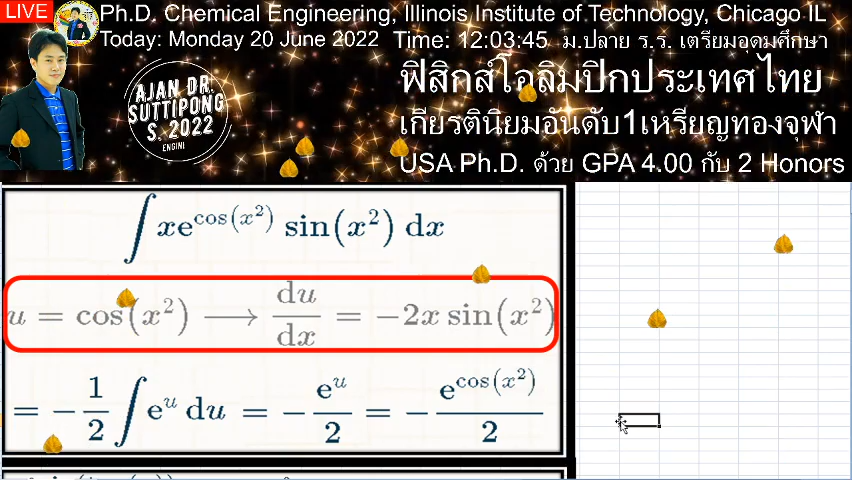 LIVE
Ph.D. Chemical Engineering, Illinois Institute of Technology, Chicago IL
Today: Monday 20 June 2022 Time: 12:03:45 ม.ปลาย ร.ร. เตรียมอุดมศึกษา
AJAN DR.
SUTTIPONG
S. 2022
ENGINI
ฟิสิกส์โอลิมปิกประเทศไทย
เกียรตินิยมอันดับ1เหรียญทองจุฬา
USA Ph.D. ด้วย GPA 4.00 กับ 2 Honors
∫ xe^{cos(x²)} sin(x²) dx
u = cos(x²) ⟶ du/dx = −2x sin(x²)
= −1/2 ∫ e^u du = −e^u/2 = −e^{cos(x²)}/2